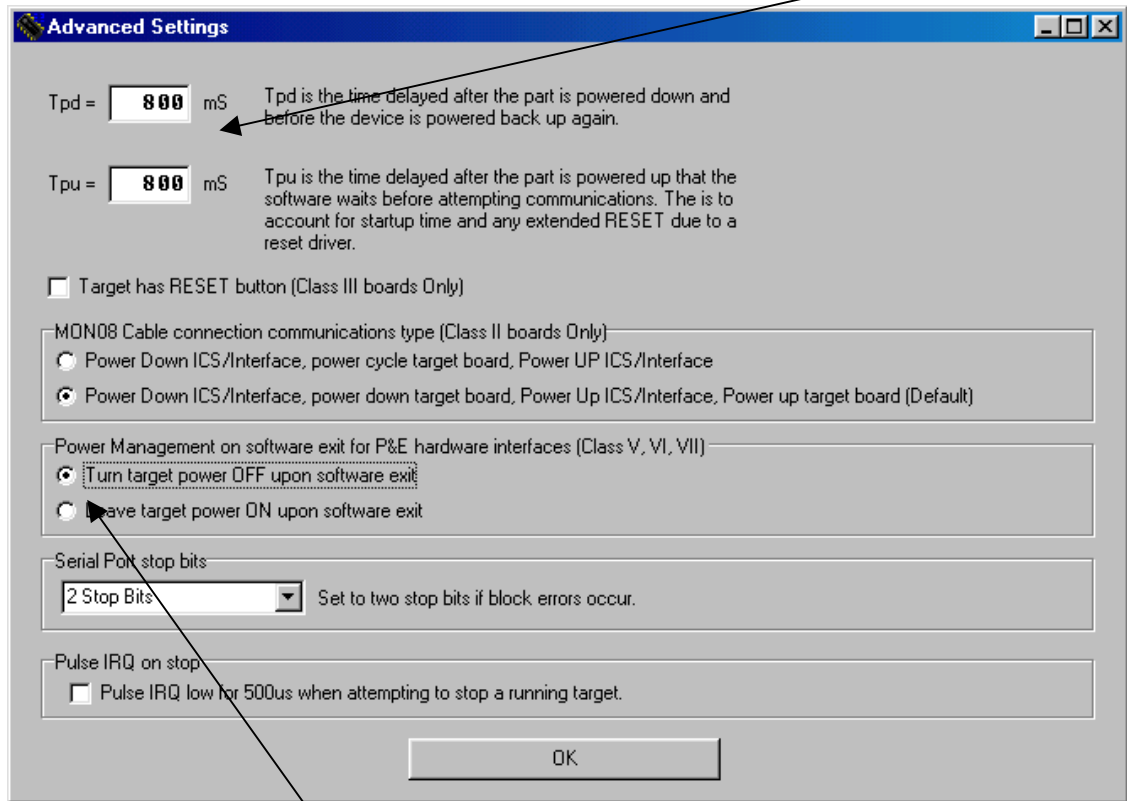 Advanced Settings
Tpd = 800 mS
Tpd is the time delayed after the part is powered down and
before the device is powered back up again.
Tpu = 800 mS
Tpu is the time delayed after the part is powered up that the
software waits before attempting communications. The is to
account for startup time and any extended RESET due to a
reset driver.
Target has RESET button (Class III boards Only)
MON08 Cable connection communications type (Class II boards Only)
Power Down ICS/Interface, power cycle target board, Power UP ICS/Interface
Power Down ICS/Interface, power down target board, Power Up ICS/Interface, Power up target board (Default)
Power Management on software exit for P&E hardware interfaces (Class V, VI, VII)
Turn target power OFF upon software exit
Leave target power ON upon software exit
Serial Port stop bits
2 Stop Bits
Set to two stop bits if block errors occur.
Pulse IRQ on stop
Pulse IRQ low for 500us when attempting to stop a running target.
OK